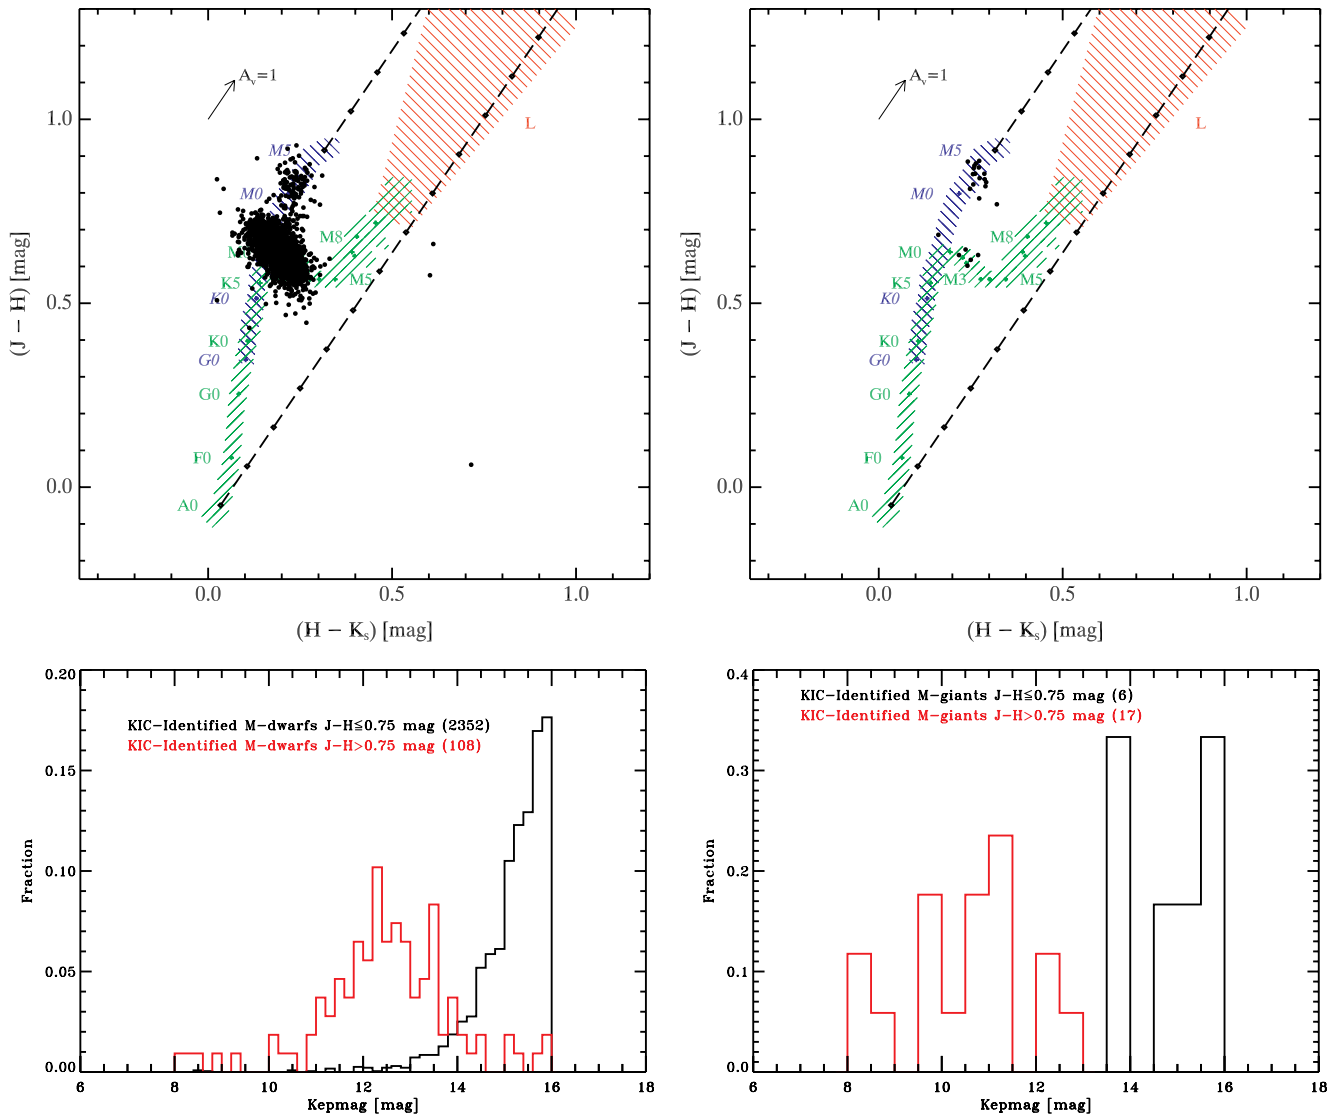 A_v=1
1.0
L
M5
M0
M8
M
K5
M5
0.5
K0
K0
G0
G0
F0
0.0
A0
(J − H) [mag]
0.0
0.5
1.0
(H − K_s) [mag]
A_v=1
1.0
L
M5
M0
M8
M0
K5
M3
M5
0.5
K0
K0
G0
G0
F0
0.0
A0
(J − H) [mag]
0.0
0.5
1.0
(H − K_s) [mag]
0.20
KIC−Identified M−dwarfs J−H≦0.75 mag (2352)
KIC−Identified M−dwarfs J−H>0.75 mag (108)
0.15
0.10
0.05
0.00
Fraction
6 8 10 12 14 16 18
Kepmag [mag]
0.4
KIC−Identified M−giants J−H≦0.75 mag (6)
KIC−Identified M−giants J−H>0.75 mag (17)
0.3
0.2
0.1
0.0
Fraction
6 8 10 12 14 16 18
Kepmag [mag]